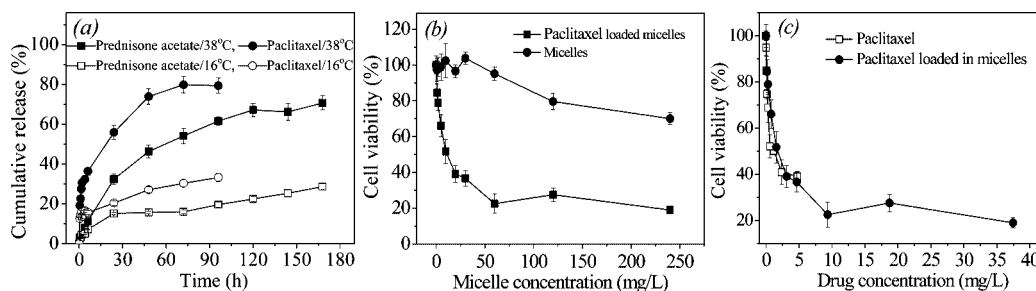 (a)
Prednisone acetate/38°C, Paclitaxel/38°C
Prednisone acetate/16°C, Paclitaxel/16°C
100
80
60
40
20
0
Cumulative release (%)
0 30 60 90 120 150 180
Time (h)
(b)
Paclitaxel loaded micelles
Micelles
120
100
80
60
40
20
0
Cell viability (%)
0 50 100 150 200 250
Micelle concentration (mg/L)
(c)
Paclitaxel
Paclitaxel loaded in micelles
100
80
60
40
20
Cell viability (%)
0 5 10 15 20 25 30 35 40
Drug concentration (mg/L)